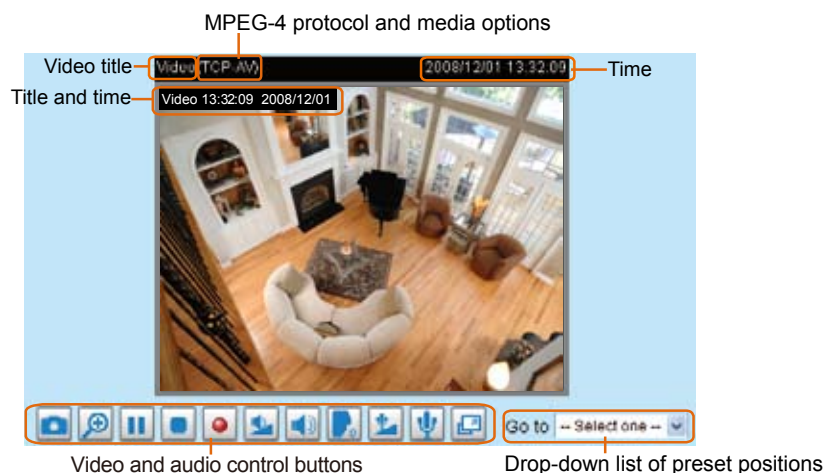 MPEG-4 protocol and media options
Video title
Video (TCP-AV)
2008/12/01 13:32:09
Time
Title and time
Video 13:32:09 2008/12/01
Go to
-- Select one --
Video and audio control buttons
Drop-down list of preset positions